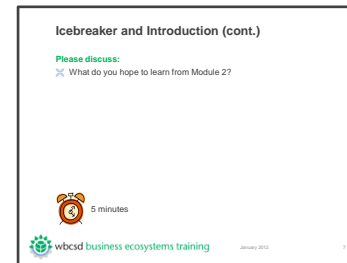 Icebreaker and Introduction (cont.)
Please discuss:
What do you hope to learn from Module 2?
5 minutes
wbcsd business ecosystems training
January 2013
7